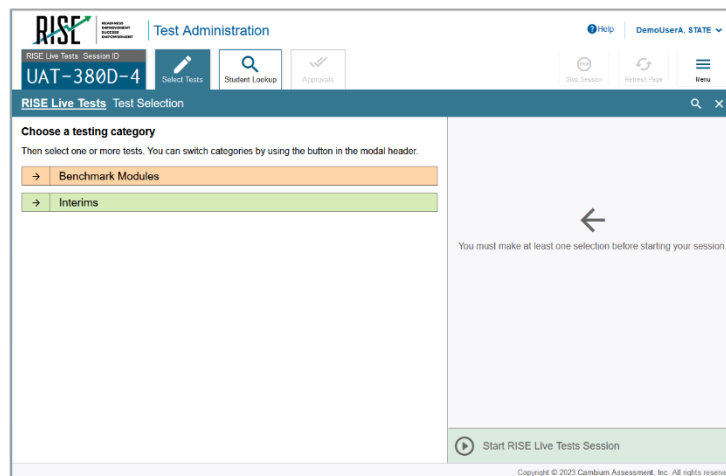 RISE READINESS IMPROVEMENT SUCCESS EMPOWERMENT Test Administration Help DemoUserA, STATE
RISE Live Tests Session ID
UAT-380D-4
Select Tests Student Lookup Approvals Stop Session Refresh Page Menu
RISE Live Tests Test Selection
Choose a testing category
Then select one or more tests. You can switch categories by using the button in the modal header.
Benchmark Modules
Interims
You must make at least one selection before starting your session.
Start RISE Live Tests Session
Copyright © 2023 Cambium Assessment, Inc. All rights reserve